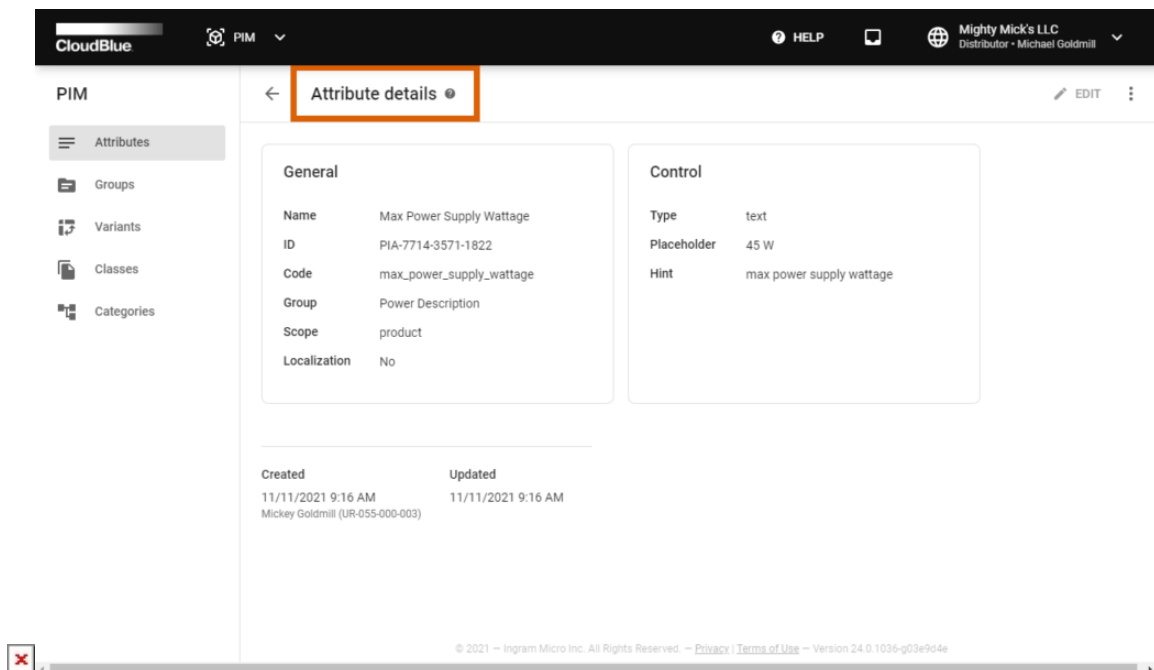 CloudBlue.
PIM
HELP
Mighty Mick's LLC
Distributor • Michael Goldmill
PIM
Attributes
Groups
Variants
Classes
Categories
Attribute details
EDIT
General
Name Max Power Supply Wattage
ID PIA-7714-3571-1822
Code max_power_supply_wattage
Group Power Description
Scope product
Localization No
Control
Type text
Placeholder 45 W
Hint max power supply wattage
Created
11/11/2021 9:16 AM
Mickey Goldmill (UR-055-000-003)
Updated
11/11/2021 9:16 AM
© 2021 — Ingram Micro Inc. All Rights Reserved. — Privacy | Terms of Use — Version 24.0.1036-g03e9d4e